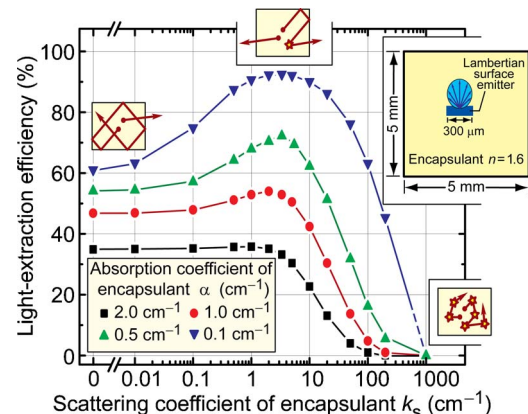 100
80
60
40
20
0
Light-extraction efficiency (%)
Lambertian
surface
emitter
300 μm
5 mm
Encapsulant n=1.6
5 mm
Absorption coefficient of
encapsulant α (cm⁻¹)
2.0 cm⁻¹ 1.0 cm⁻¹
0.5 cm⁻¹ 0.1 cm⁻¹
0 0.01 0.1 1 10 100 1000
Scattering coefficient of encapsulant kₛ (cm⁻¹)